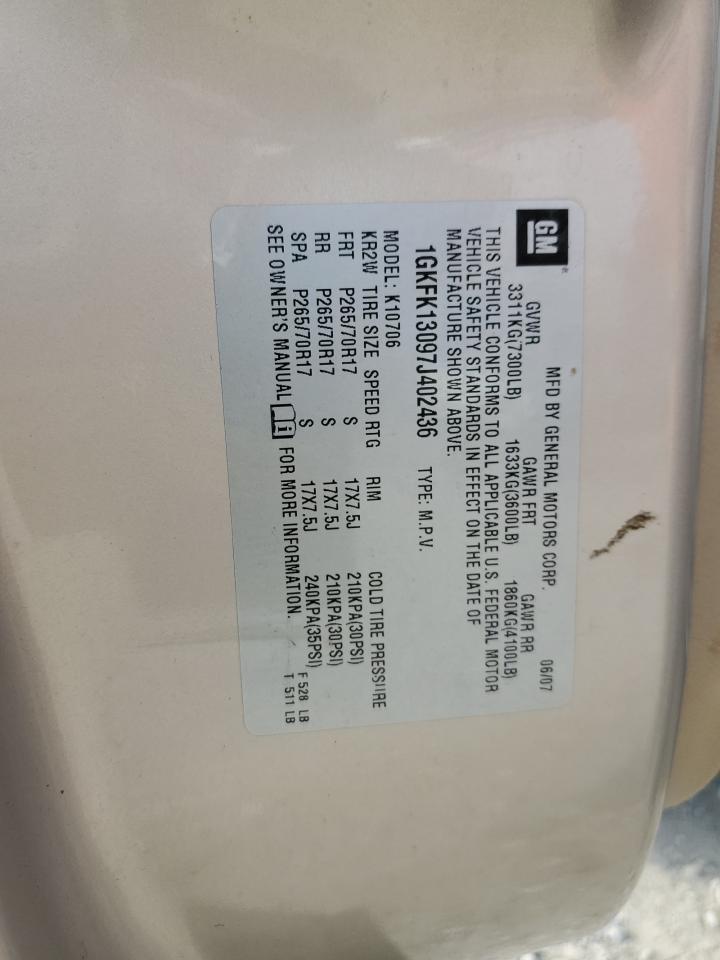 GM
MFD BY GENERAL MOTORS CORP. 06/07
GVWR GAWR FRT GAWR RR
3311KG(7300LB) 1633KG(3600LB) 1860KG(4100LB)
THIS VEHICLE CONFORMS TO ALL APPLICABLE U.S. FEDERAL MOTOR
VEHICLE SAFETY STANDARDS IN EFFECT ON THE DATE OF
MANUFACTURE SHOWN ABOVE.
1GKFK13097J402436 TYPE: M.P.V.
MODEL: K10706
KR2W TIRE SIZE SPEED RTG RIM COLD TIRE PRESSURE
FRT P265/70R17 S 17X7.5J 210KPA(30PSI)
RR P265/70R17 S 17X7.5J 210KPA(30PSI)
SPA P265/70R17 S 17X7.5J 240KPA(35PSI)
SEE OWNER'S MANUAL i FOR MORE INFORMATION.
F 528 LB
T 511 LB